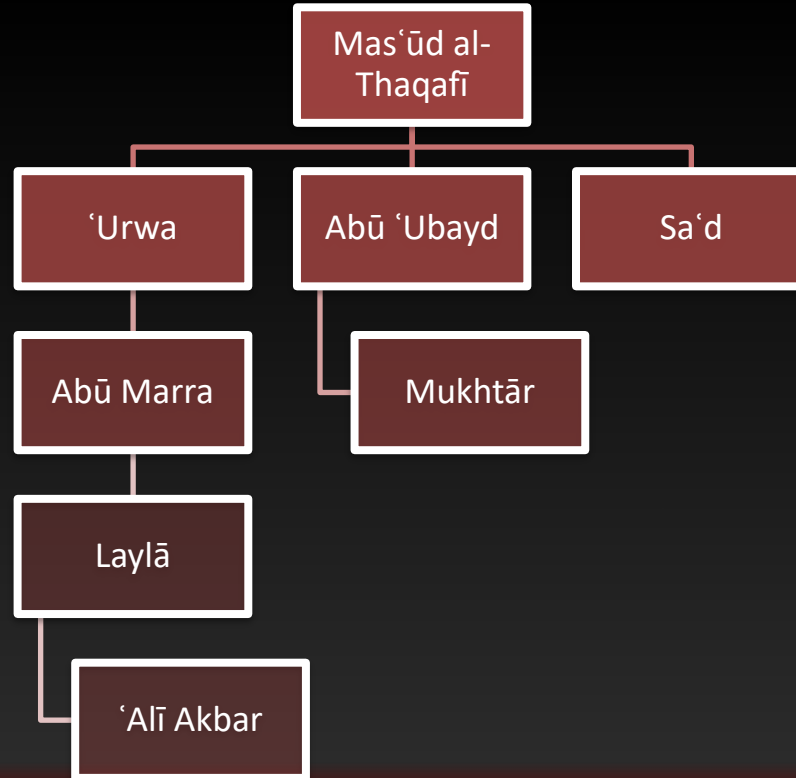 Masʿūd al-
Thaqafī
ʿUrwa
Abū ʿUbayd
Saʿd
Abū Marra
Mukhtār
Laylā
ʿAlī Akbar